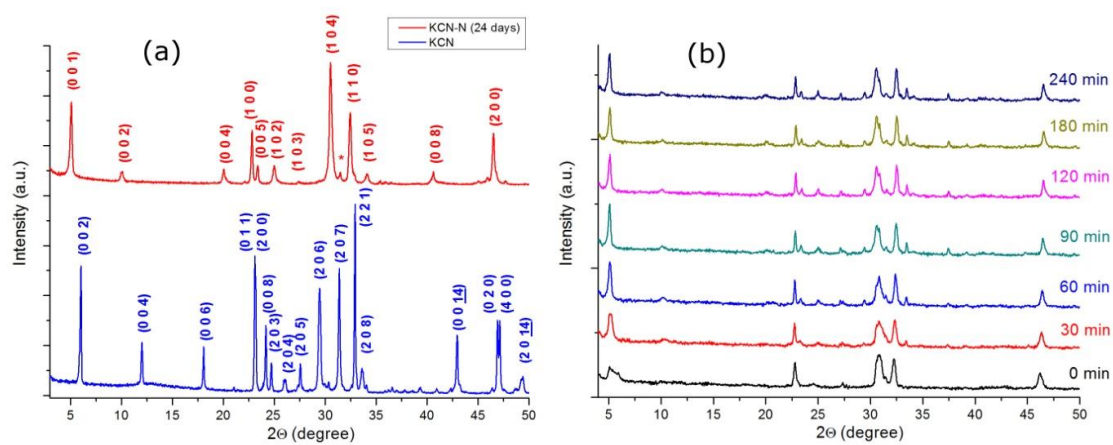 (a)
KCN-N (24 days)
KCN
(0 0 1)
(0 0 2)
(0 0 4)
(1 0 0)
(0 0 5)
(1 0 2)
(1 0 3)
(1 0 4)
*
(1 1 0)
(1 0 5)
(0 0 8)
(2 0 0)
(0 0 2)
(0 0 4)
(0 0 6)
(0 1 1)
(2 0 0)
(0 0 8)
(2 0 3)
(2 0 4)
(2 0 5)
(2 0 6)
(2 0 7)
(2 2 1)
(2 0 8)
(0 0 14)
(0 2 0)
(4 0 0)
(2 0 14)
Intensity (a.u.)
5 10 15 20 25 30 35 40 45 50
2Θ (degree)
(b)
240 min
180 min
120 min
90 min
60 min
30 min
0 min
Intensity (a.u.)
5 10 15 20 25 30 35 40 45 50
2Θ (degree)